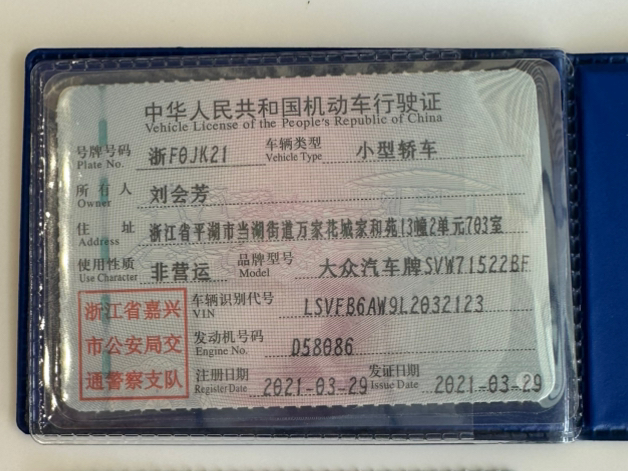 中华人民共和国机动车行驶证
Vehicle License of the People's Republic of China
号牌号码 浙F0JK21 车辆类型 小型轿车
Plate No. Vehicle Type
所有人 刘会芳
Owner
住址 浙江省平湖市当湖街道万家花城家和苑13幢2单元703室
Address
使用性质 非营运 品牌型号 大众汽车牌SVW71522BF
Use Character Model
浙江省嘉兴
市公安局交
通警察支队
车辆识别代号 LSVFB6AW9L2032123
VIN
发动机号码 D58086
Engine No.
注册日期 2021-03-29 发证日期 2021-03-29
Register Date Issue Date